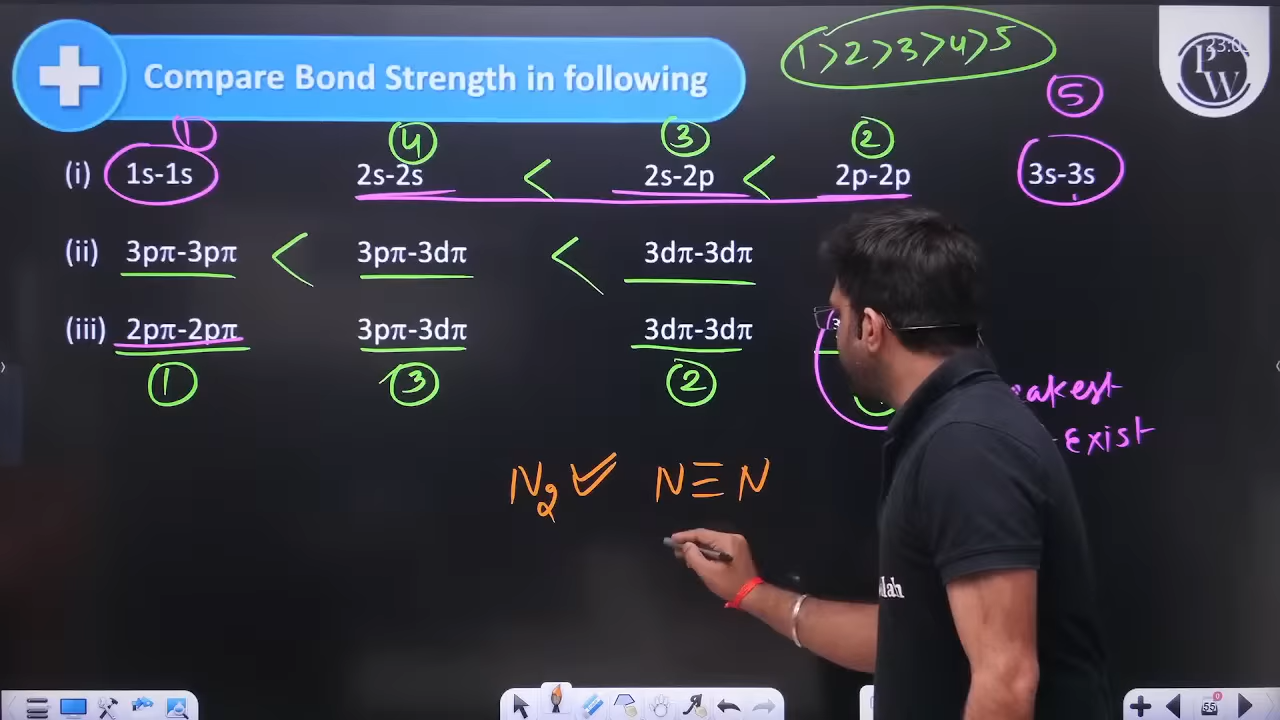 1>2>3>4>5
Compare Bond Strength in following
① ④ ③ ② ⑤
(i) 1s-1s 2s-2s < 2s-2p < 2p-2p 3s-3s
(ii) 3pπ-3pπ < 3pπ-3dπ < 3dπ-3dπ
(iii) 2pπ-2pπ 3pπ-3dπ 3dπ-3dπ
① ③ ②
Exist
N₂ ✓ N≡N
55